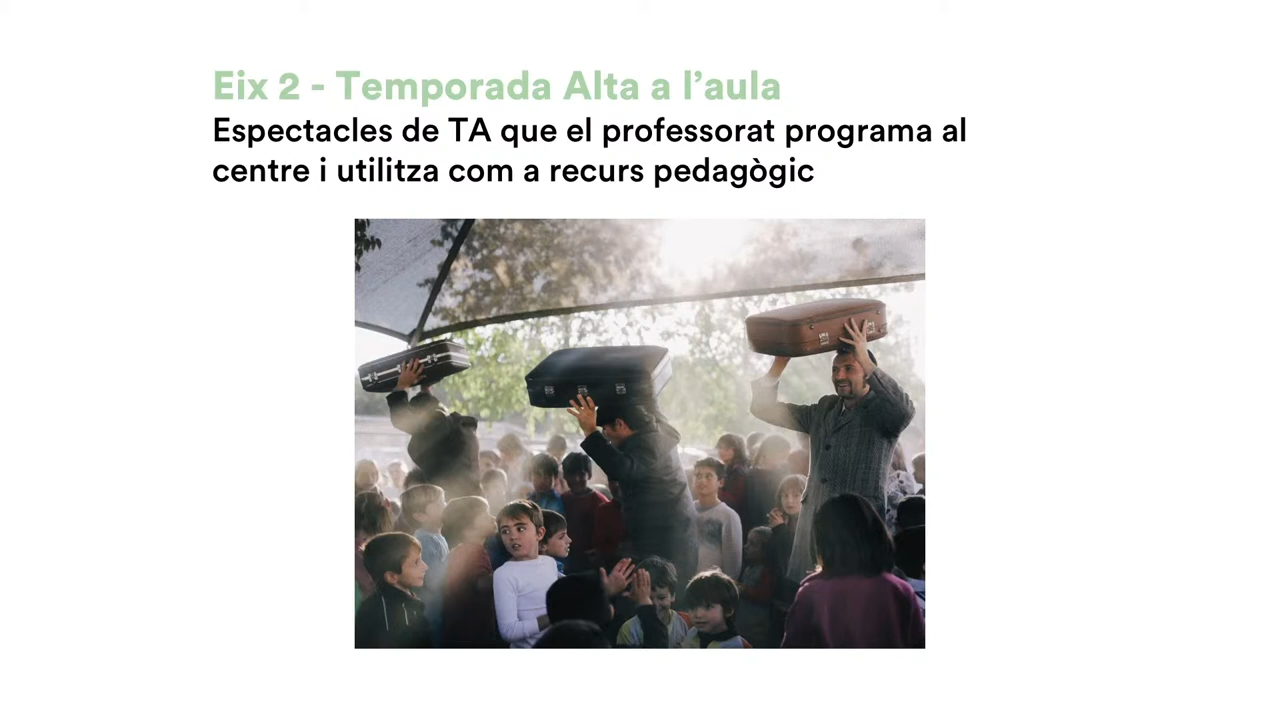 Eix 2 - Temporada Alta a l’aula
Espectacles de TA que el professorat programa al
centre i utilitza com a recurs pedagògic